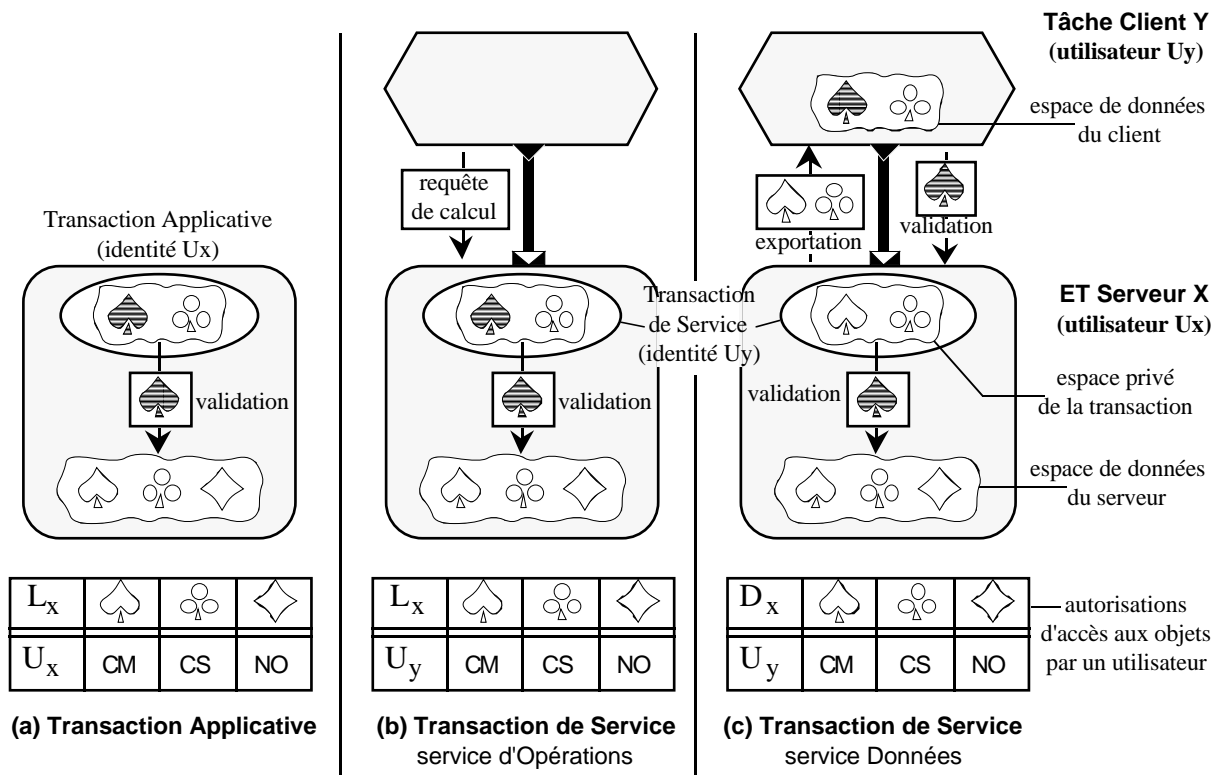 Tâche Client Y
(utilisateur Uy)
espace de données
du client
requête
de calcul
exportation
validation
Transaction Applicative
(identité Ux)
Transaction
de Service
(identité Uy)
ET Serveur X
(utilisateur Ux)
validation
validation
validation
espace privé
de la transaction
espace de données
du serveur
Lx
Ux CM CS NO
Lx
Uy CM CS NO
Dx
Uy CM CS NO
autorisations
d'accès aux objets
par un utilisateur
(a) Transaction Applicative
(b) Transaction de Service
service d'Opérations
(c) Transaction de Service
service Données